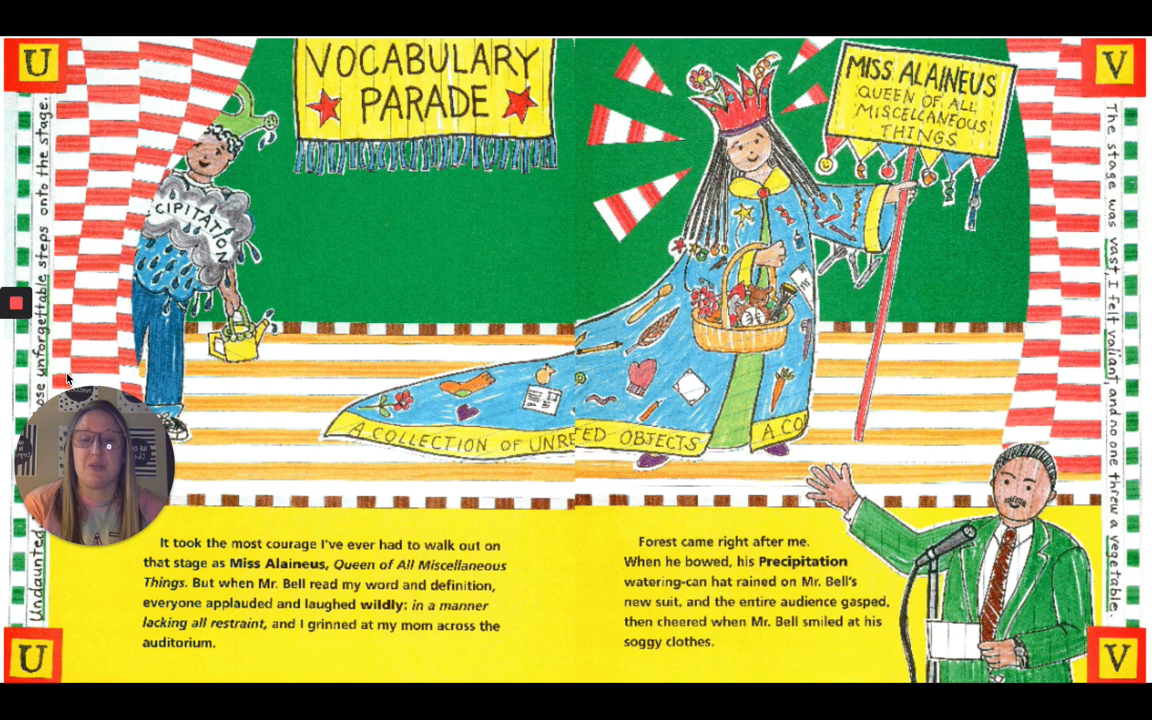 U
V
VOCABULARY
PARADE
MISS ALAINEUS
QUEEN OF ALL
MISCELLANEOUS
THINGS
CIPITATION
A COLLECTION OF UNRE
ED OBJECTS
A CO
Undaunted
ose unforgettable steps onto the stage.
The stage was vast, I felt valiant, and no one threw a vegetable.
It took the most courage I've ever had to walk out on
that stage as Miss Alaineus, Queen of All Miscellaneous
Things. But when Mr. Bell read my word and definition,
everyone applauded and laughed wildly: in a manner
lacking all restraint, and I grinned at my mom across the
auditorium.
Forest came right after me.
When he bowed, his Precipitation
watering-can hat rained on Mr. Bell's
new suit, and the entire audience gasped,
then cheered when Mr. Bell smiled at his
soggy clothes.
U
V